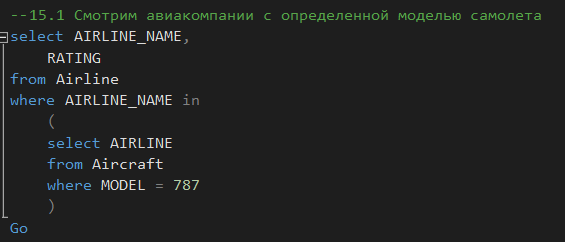 --15.1 Смотрим авиакомпании с определенной моделью самолета
select AIRLINE_NAME,
RATING
from Airline
where AIRLINE_NAME in
(
select AIRLINE
from Aircraft
where MODEL = 787
)
Go